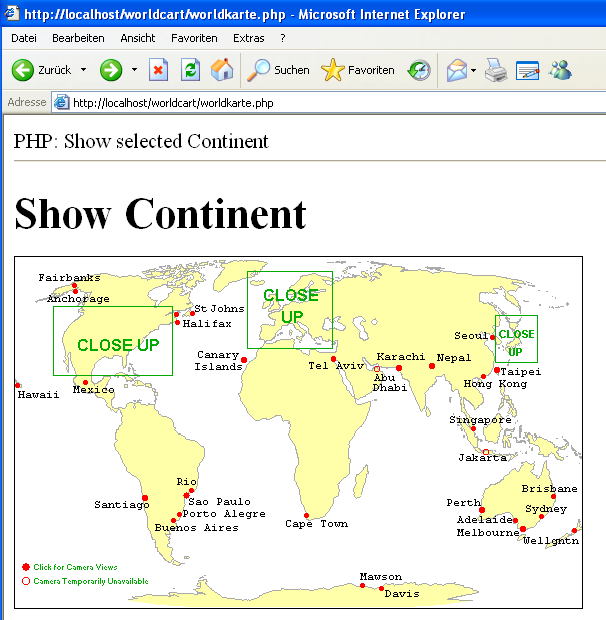 http://localhost/worldcart/worldkarte.php - Microsoft Internet Explorer
Datei Bearbeiten Ansicht Favoriten Extras ?
Zurück Suchen Favoriten
Adresse http://localhost/worldcart/worldkarte.php
PHP: Show selected Continent
Show Continent
Fairbanks
Anchorage
CLOSE
UP
St Johns
Halifax
CLOSE UP
Seoul
CLOSE
UP
Canary
Islands
Tel Aviv
Karachi
Nepal
Abu
Dhabi
Taipei
Hong Kong
Mexico
Hawaii
Singapore
Jakarta
Rio
Sao Paulo
Santiago
Porto Alegre
Buenos Aires
Cape Town
Brisbane
Perth
Sydney
Adelaide
Melbourne
Wellgntn
Click for Camera Views
Camera Temporarily Unavailable
Mawson
Davis